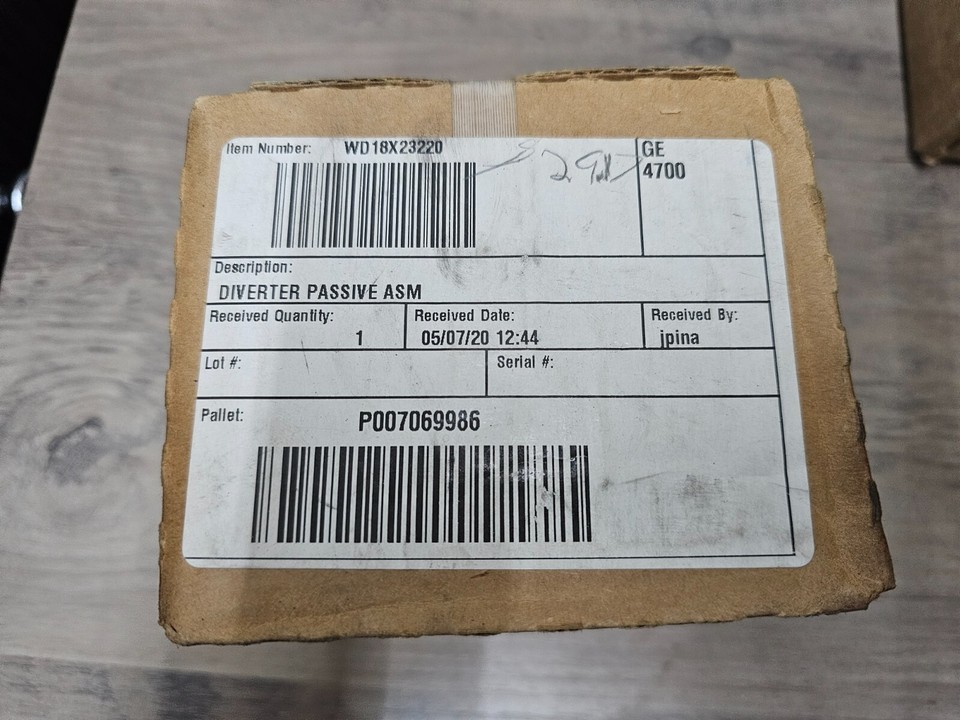 Item Number: WD18X23220
GE
4700
Description:
DIVERTER PASSIVE ASM
Received Quantity: 1
Received Date: 05/07/20 12:44
Received By: jpina
Lot #:
Serial #:
Pallet: P007069986